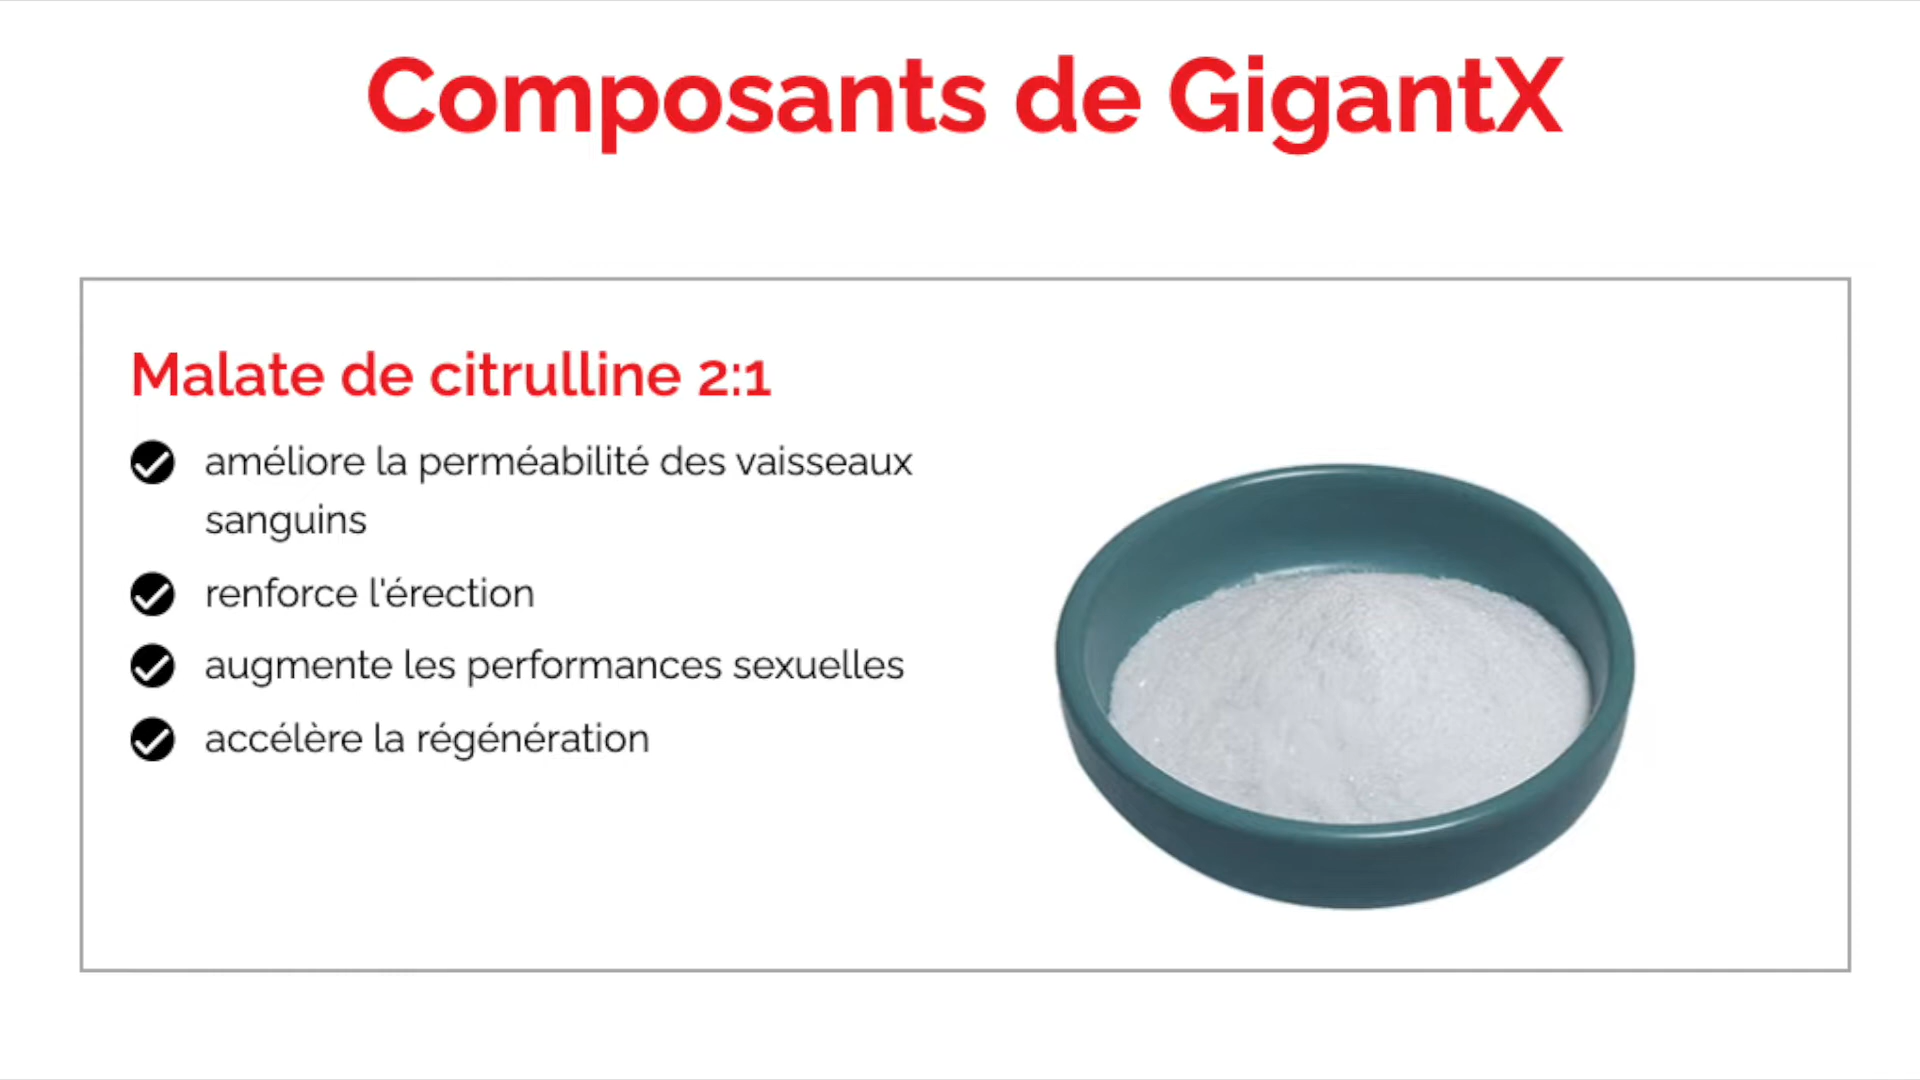 Composants de GigantX
Malate de citrulline 2:1
améliore la perméabilité des vaisseaux
sanguins
renforce l'érection
augmente les performances sexuelles
accélère la régénération